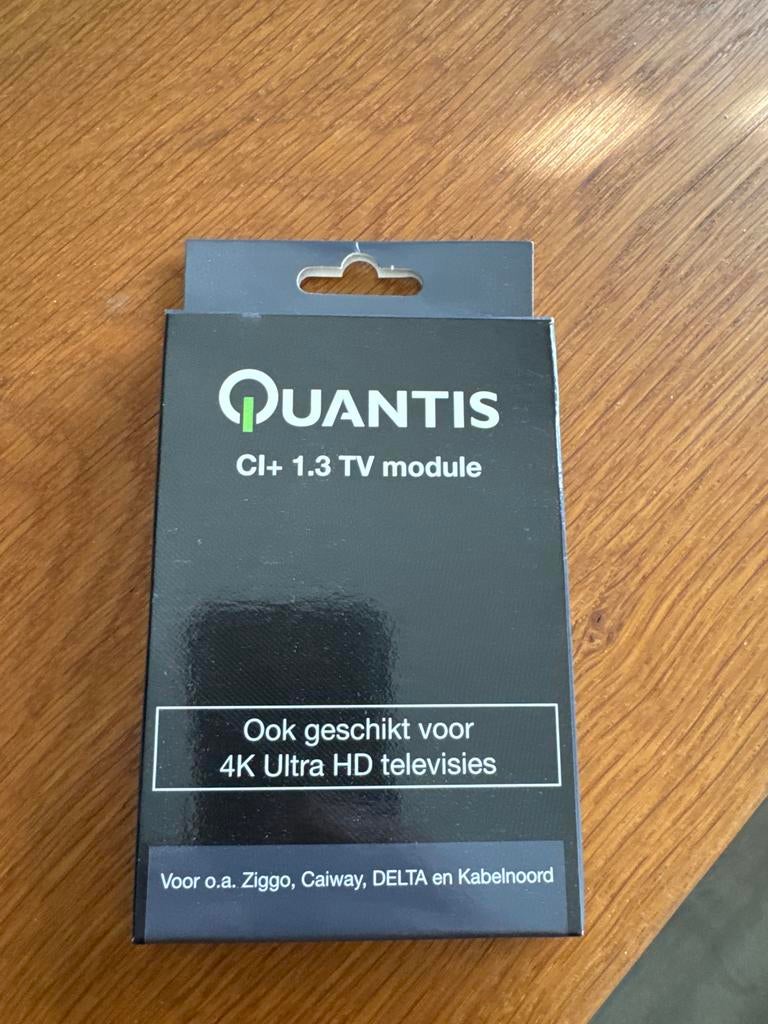 QUANTIS
CI+ 1.3 TV module
Ook geschikt voor
4K Ultra HD televisies
Voor o.a. Ziggo, Caiway, DELTA en Kabelnoord